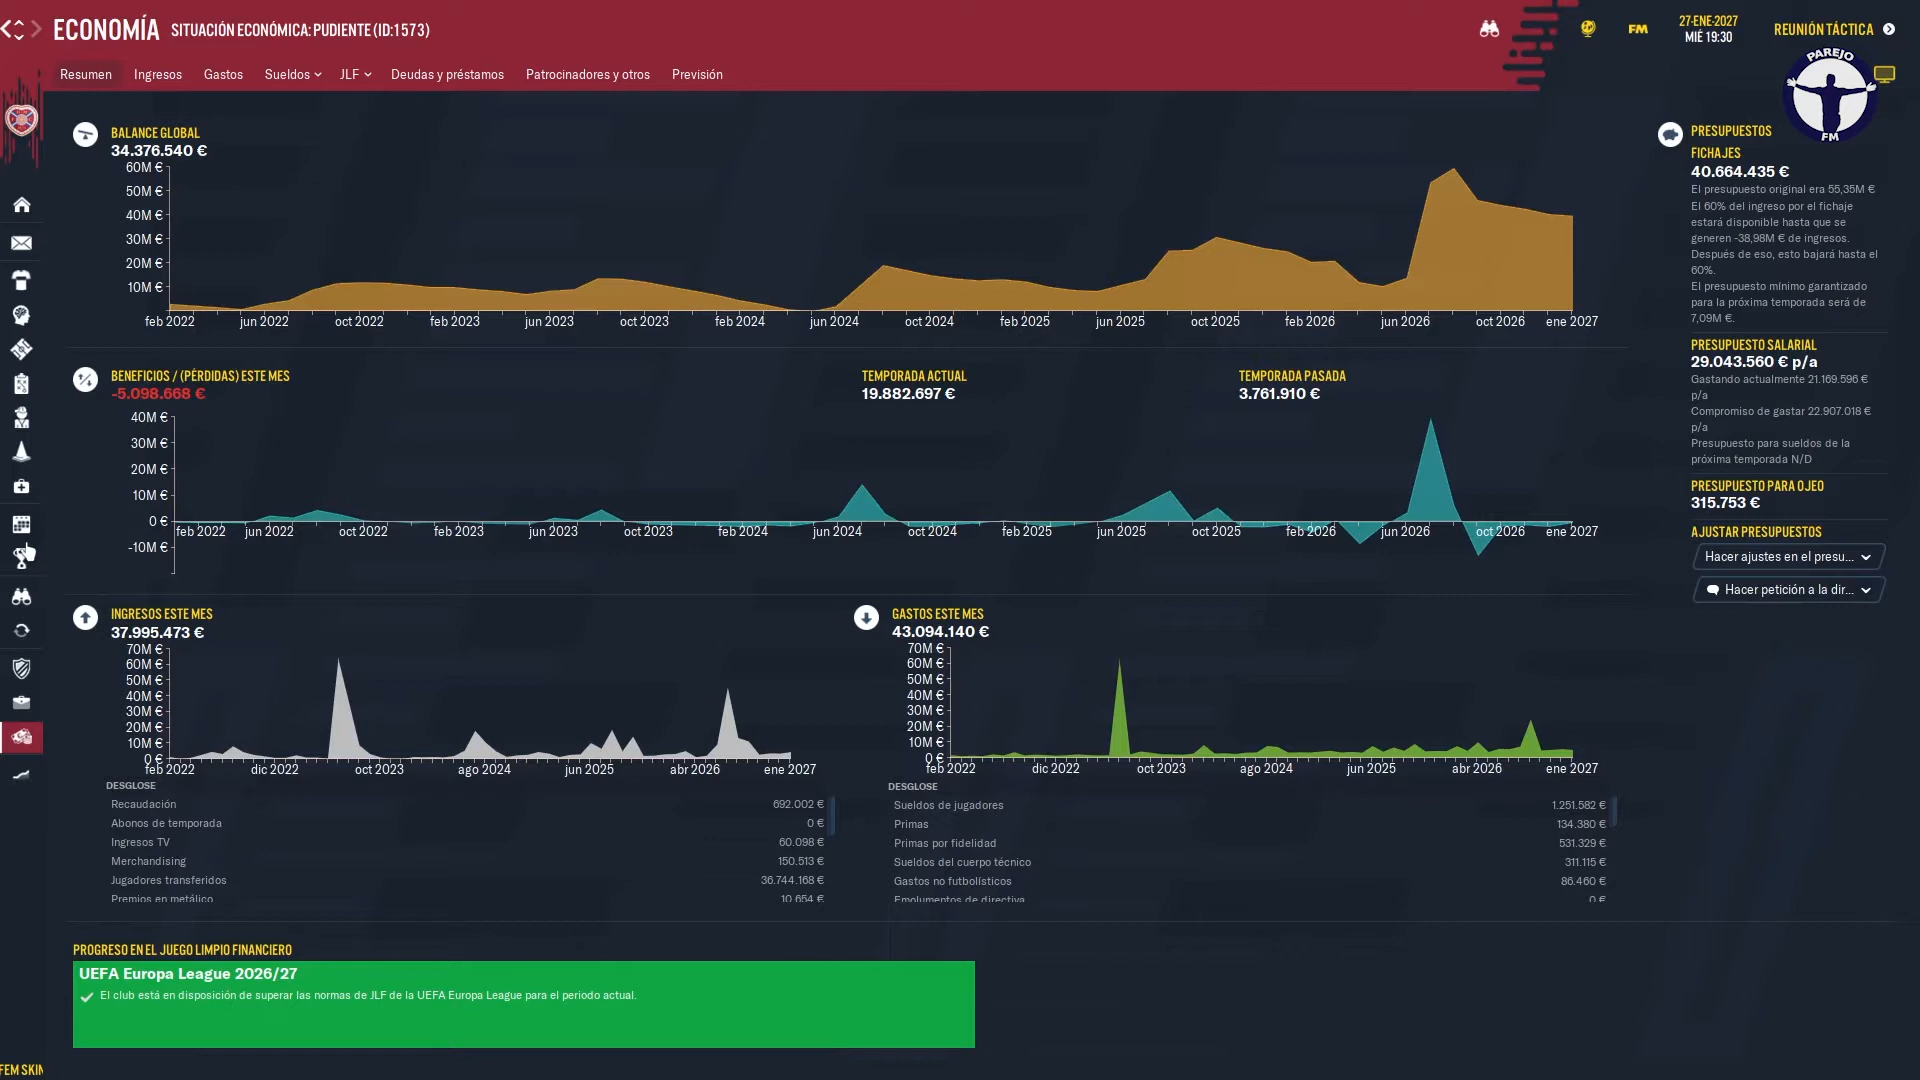 ECONOMÍA
SITUACIÓN ECONÓMICA: PUDIENTE (ID:1573)
FM
27-ENE-2027
MIÉ 19:30
REUNIÓN TÁCTICA
Resumen
Ingresos
Gastos
Sueldos
JLF
Deudas y préstamos
Patrocinadores y otros
Previsión
PAREJO
FM
BALANCE GLOBAL
34.376.540 €
60M €
50M €
40M €
30M €
20M €
10M €
feb 2022
jun 2022
oct 2022
feb 2023
jun 2023
oct 2023
feb 2024
jun 2024
oct 2024
feb 2025
jun 2025
oct 2025
feb 2026
jun 2026
oct 2026
ene 2027
BENEFICIOS / (PÉRDIDAS) ESTE MES
-5.098.668 €
TEMPORADA ACTUAL
19.882.697 €
TEMPORADA PASADA
3.761.910 €
40M €
30M €
20M €
10M €
0 €
-10M €
feb 2022
jun 2022
oct 2022
feb 2023
jun 2023
oct 2023
feb 2024
jun 2024
oct 2024
feb 2025
jun 2025
oct 2025
feb 2026
jun 2026
oct 2026
ene 2027
INGRESOS ESTE MES
37.995.473 €
70M €
60M €
50M €
40M €
30M €
20M €
10M €
0 €
feb 2022
dic 2022
oct 2023
ago 2024
jun 2025
abr 2026
ene 2027
DESGLOSE
Recaudación 692.002 €
Abonos de temporada 0 €
Ingresos TV 60.098 €
Merchandising 150.513 €
Jugadores transferidos 36.744.168 €
Premios en metálico 10.654 €
GASTOS ESTE MES
43.094.140 €
70M €
60M €
50M €
40M €
30M €
20M €
10M €
0 €
feb 2022
dic 2022
oct 2023
ago 2024
jun 2025
abr 2026
ene 2027
DESGLOSE
Sueldos de jugadores 1.251.582 €
Primas 134.380 €
Primas por fidelidad 531.329 €
Sueldos del cuerpo técnico 311.115 €
Gastos no futbolísticos 86.460 €
Emolumentos de directiva 0 €
PROGRESO EN EL JUEGO LIMPIO FINANCIERO
UEFA Europa League 2026/27
El club está en disposición de superar las normas de JLF de la UEFA Europa League para el periodo actual.
PRESUPUESTOS
FICHAJES
40.664.435 €
El presupuesto original era 55,35M €
El 60% del ingreso por el fichaje
estará disponible hasta que se
generen -38,98M € de ingresos.
Después de eso, esto bajará hasta el
60%.
El presupuesto mínimo garantizado
para la próxima temporada será de
7,09M €.
PRESUPUESTO SALARIAL
29.043.560 € p/a
Gastando actualmente 21.169.596 €
p/a
Compromiso de gastar 22.907.018 €
p/a
Presupuesto para sueldos de la
próxima temporada N/D
PRESUPUESTO PARA OJEO
315.753 €
AJUSTAR PRESUPUESTOS
Hacer ajustes en el presu...
Hacer petición a la dir...
FEM SKIN